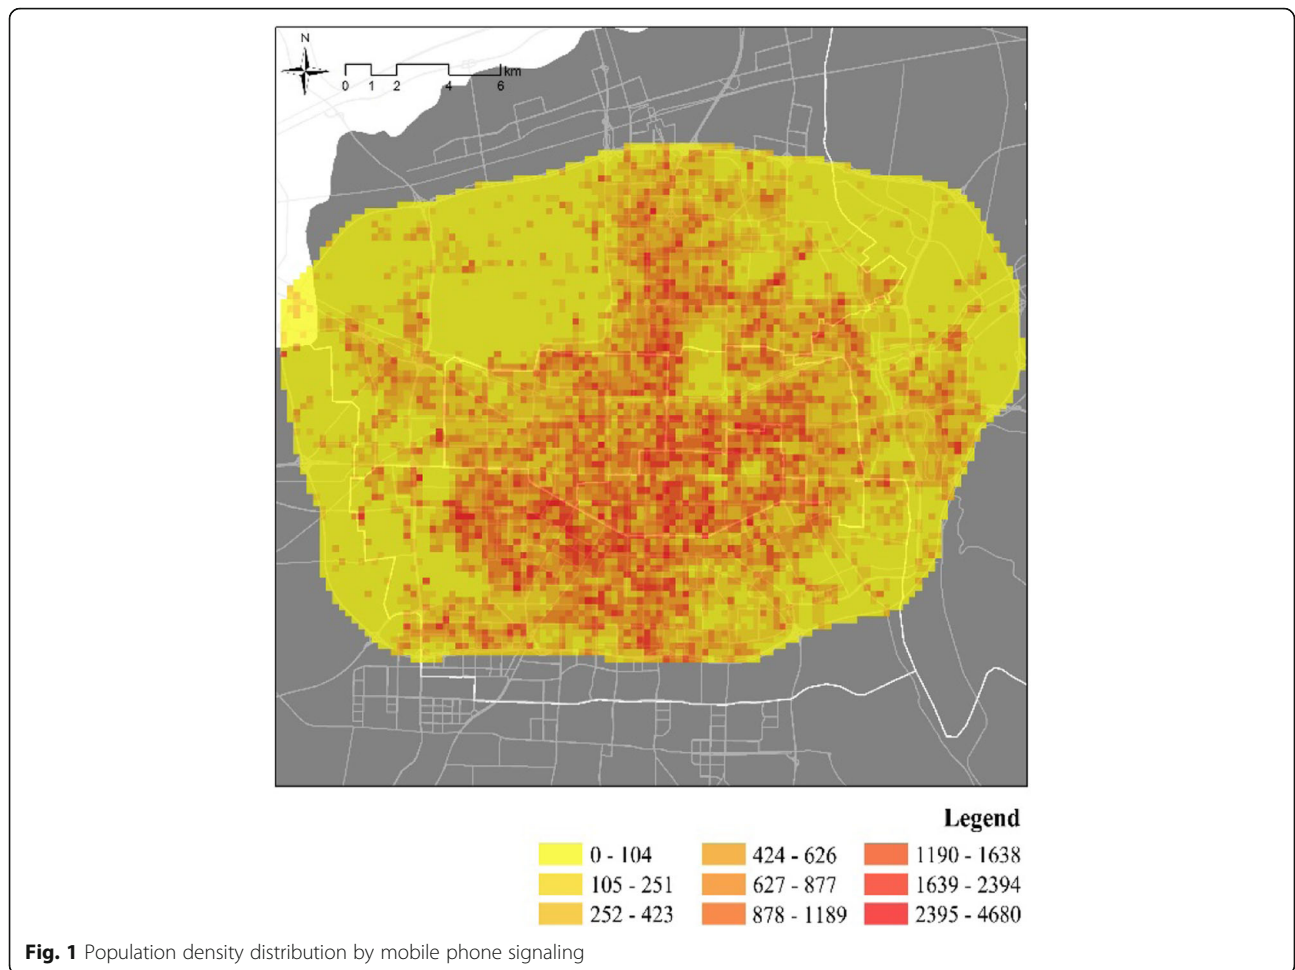 N
km
0 1 2 4 6
Legend
0 - 104 424 - 626 1190 - 1638
105 - 251 627 - 877 1639 - 2394
252 - 423 878 - 1189 2395 - 4680
Fig. 1 Population density distribution by mobile phone signaling